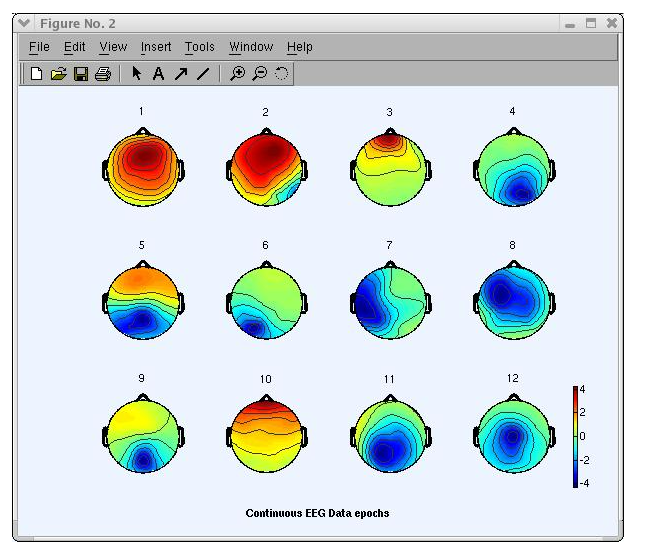 Figure No. 2
File Edit View Insert Tools Window Help
A
1 2 3 4
5 6 7 8
9 10 11 12
4
2
0
-2
-4
Continuous EEG Data epochs